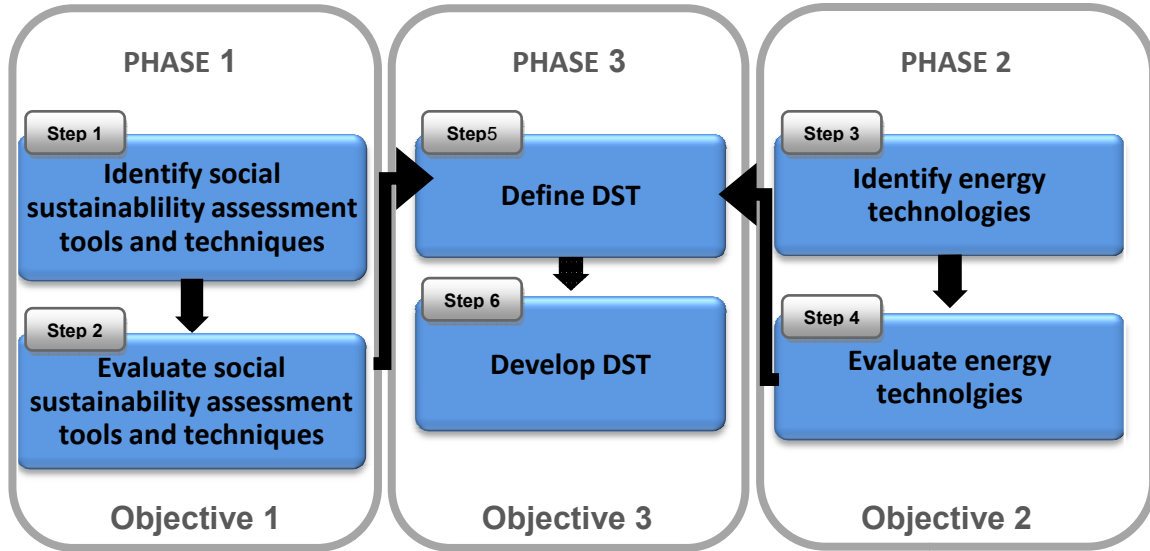 PHASE 1
Step 1
Identify social
sustainablility assessment
tools and techniques
Step 2
Evaluate social
sustainability assessment
tools and techniques
Objective 1
PHASE 3
Step5
Define DST
Step 6
Develop DST
Objective 3
PHASE 2
Step 3
Identify energy
technologies
Step 4
Evaluate energy
technolgies
Objective 2